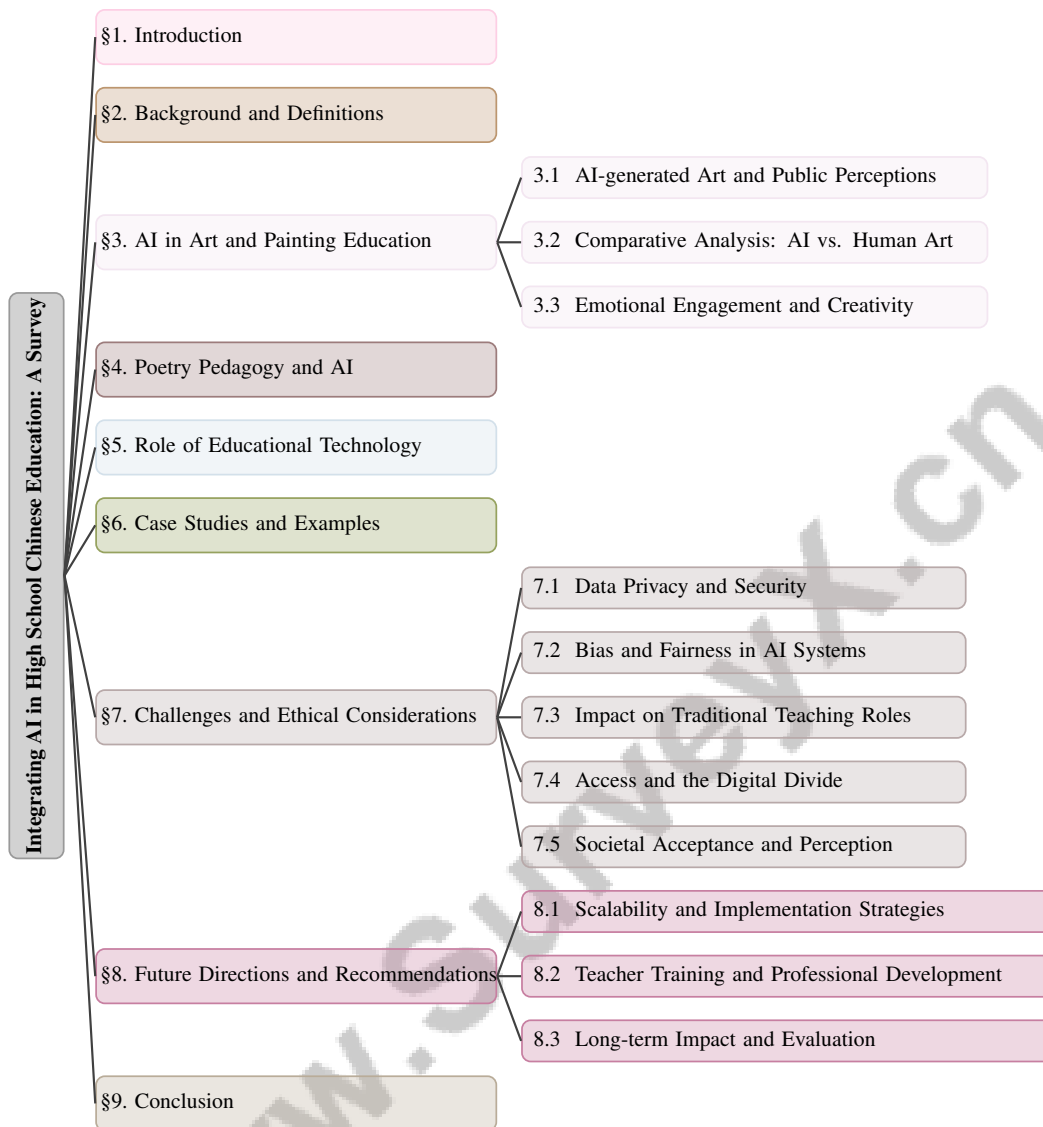 Integrating AI in High School Chinese Education: A Survey
§1. Introduction
§2. Background and Definitions
§3. AI in Art and Painting Education
3.1 AI-generated Art and Public Perceptions
3.2 Comparative Analysis: AI vs. Human Art
3.3 Emotional Engagement and Creativity
§4. Poetry Pedagogy and AI
§5. Role of Educational Technology
§6. Case Studies and Examples
§7. Challenges and Ethical Considerations
7.1 Data Privacy and Security
7.2 Bias and Fairness in AI Systems
7.3 Impact on Traditional Teaching Roles
7.4 Access and the Digital Divide
7.5 Societal Acceptance and Perception
§8. Future Directions and Recommendations
8.1 Scalability and Implementation Strategies
8.2 Teacher Training and Professional Development
8.3 Long-term Impact and Evaluation
§9. Conclusion
w.Surveyx.cn